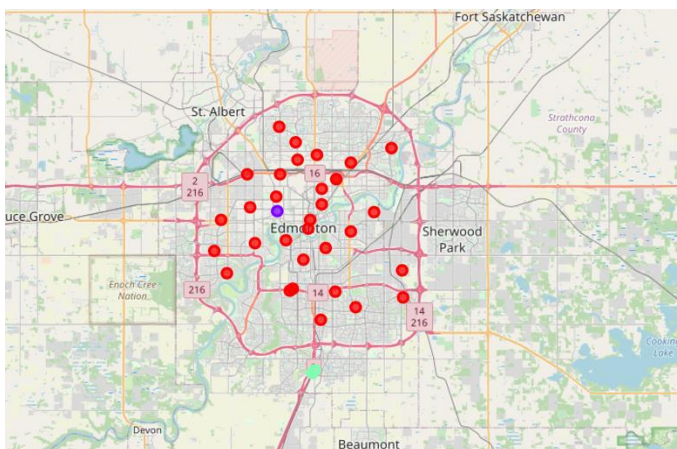 Fort Saskatchewan
St. Albert
Strathcona
County
16
2
216
uce Grove
Edmonton
Sherwood
Park
Enoch Cree
Nation
216
14
14
216
Cooking
Lake
Devon
Beaumont